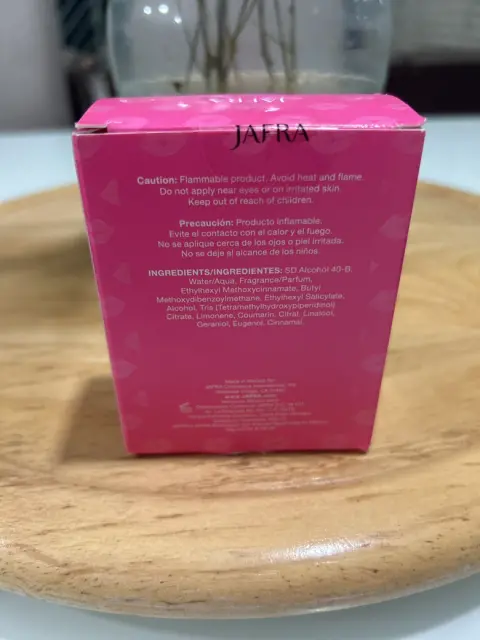 JAFRA
JAFRA
Caution: Flammable product. Avoid heat and flame.
Do not apply near eyes or on irritated skin.
Keep out of reach of children.
Precaución: Producto inflamable.
Evite el contacto con el calor y el fuego.
No se aplique cerca de los ojos o piel irritada.
No se deje al alcance de los niños.
INGREDIENTS/INGREDIENTES: SD Alcohol 40-B,
Water/Aqua, Fragrance/Parfum,
Ethylhexyl Methoxycinnamate, Butyl
Methoxydibenzoylmethane, Ethylhexyl Salicylate,
Alcohol, Tris (Tetramethylhydroxypiperidinol)
Citrate, Limonene, Coumarin, Citral, Linalool,
Geraniol, Eugenol, Cinnamal.
www.JAFRA.com